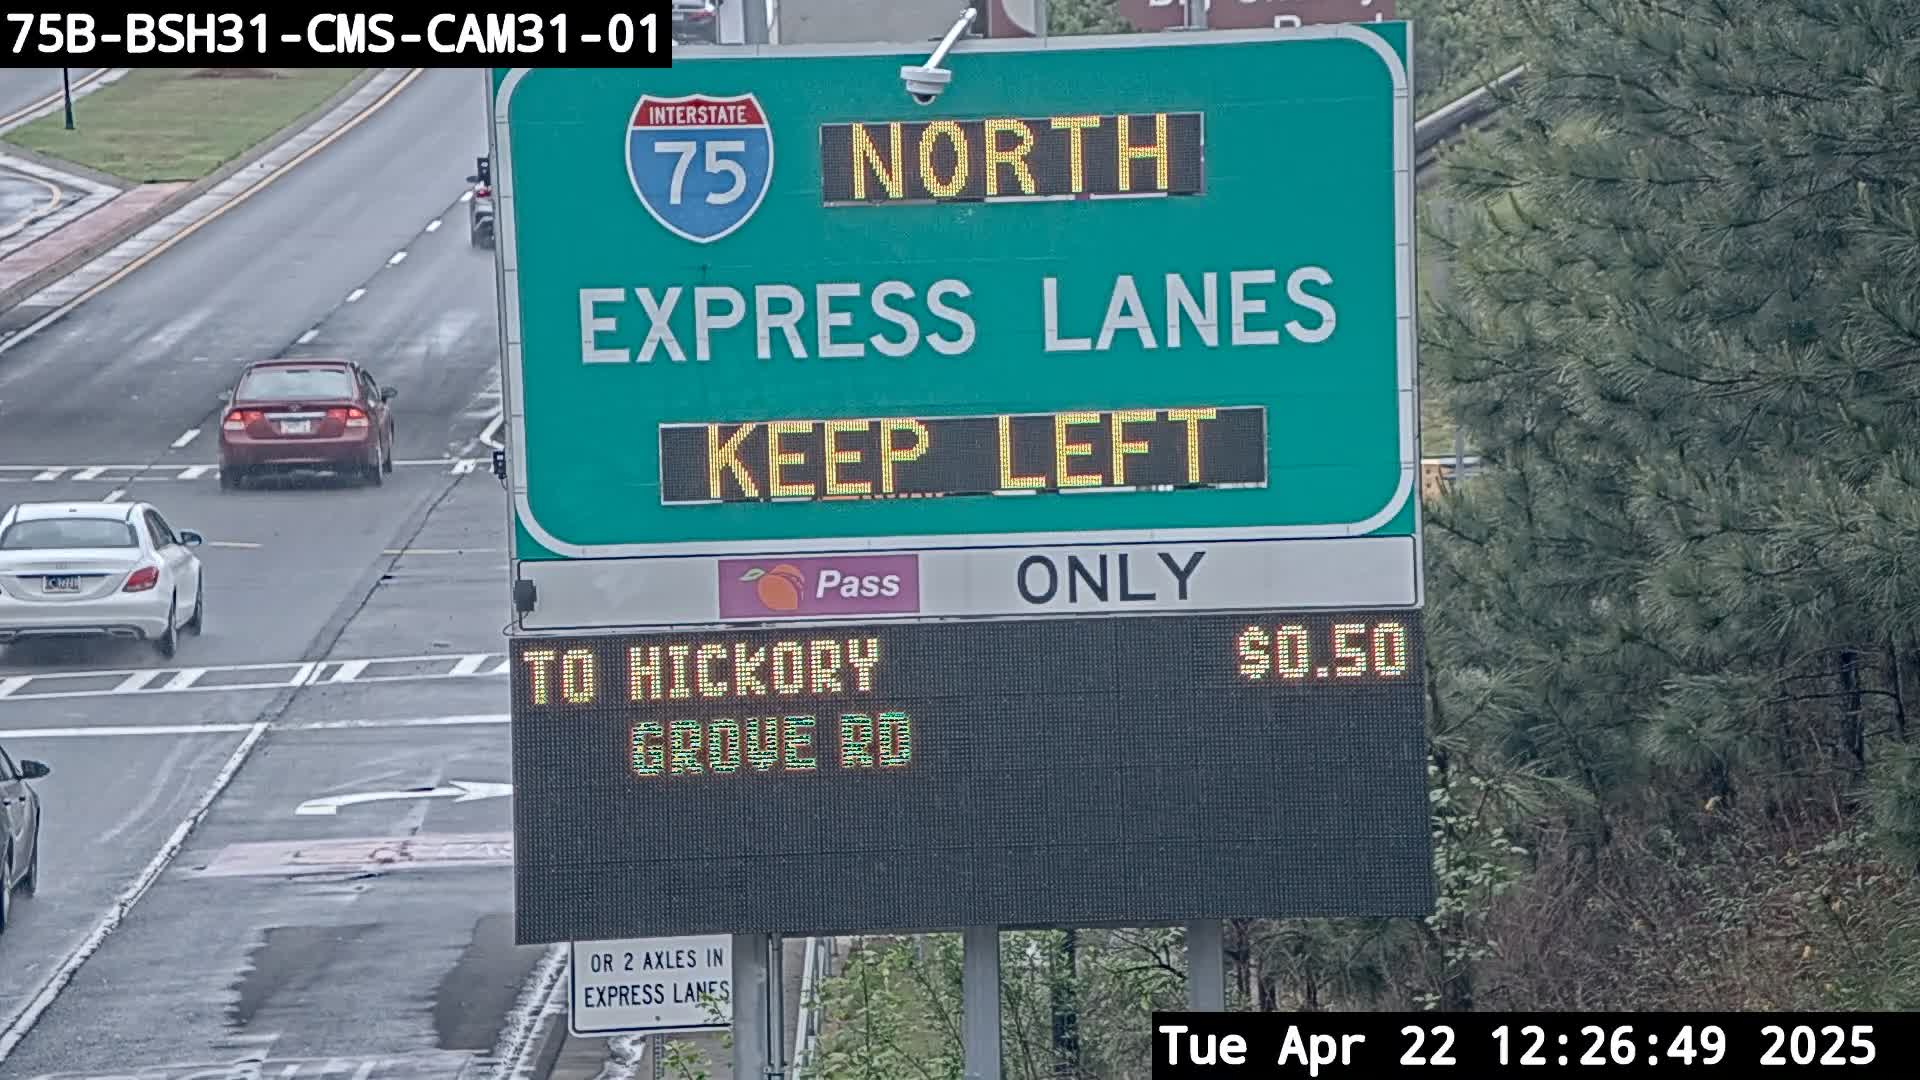 75B-BSH31-CMS-CAM31-01
INTERSTATE
75
NORTH
EXPRESS LANES
KEEP LEFT
Pass
ONLY
TO HICKORY $0.50
GROVE RD
OR 2 AXLES IN
EXPRESS LANES
Tue Apr 22 12:26:49 2025